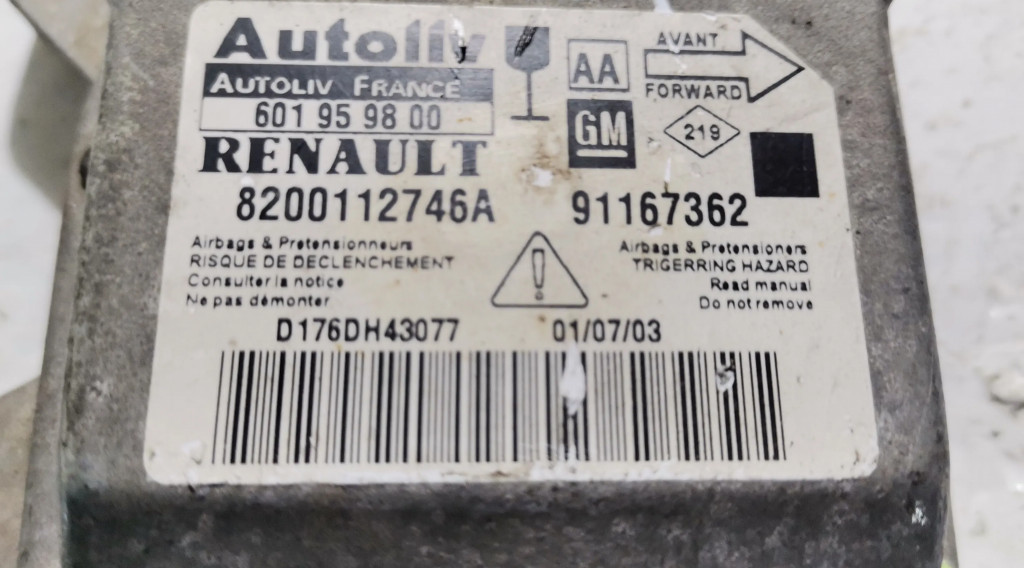 Autoliv
AUTOLIV FRANCE
601 95 98 00
RENAULT
8200112746A
AA
GM
AVANT
FORWARD
219
91167362
Airbags & Pretensionneurs
RISQUE DE DECLENCHEMENT
Consulter la notice
Ne pas démonter
!
Airbags & Pretensioners
TRIGERRING HAZARD
Read manual
Do not remove
D176DH43077 01/07/03